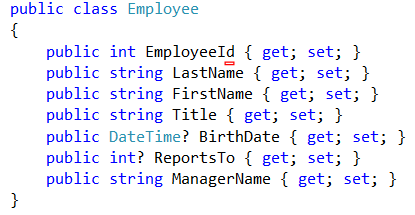 public class Employee
{
    public int EmployeeId { get; set; }
    public string LastName { get; set; }
    public string FirstName { get; set; }
    public string Title { get; set; }
    public DateTime? BirthDate { get; set; }
    public int? ReportsTo { get; set; }
    public string ManagerName { get; set; }
}